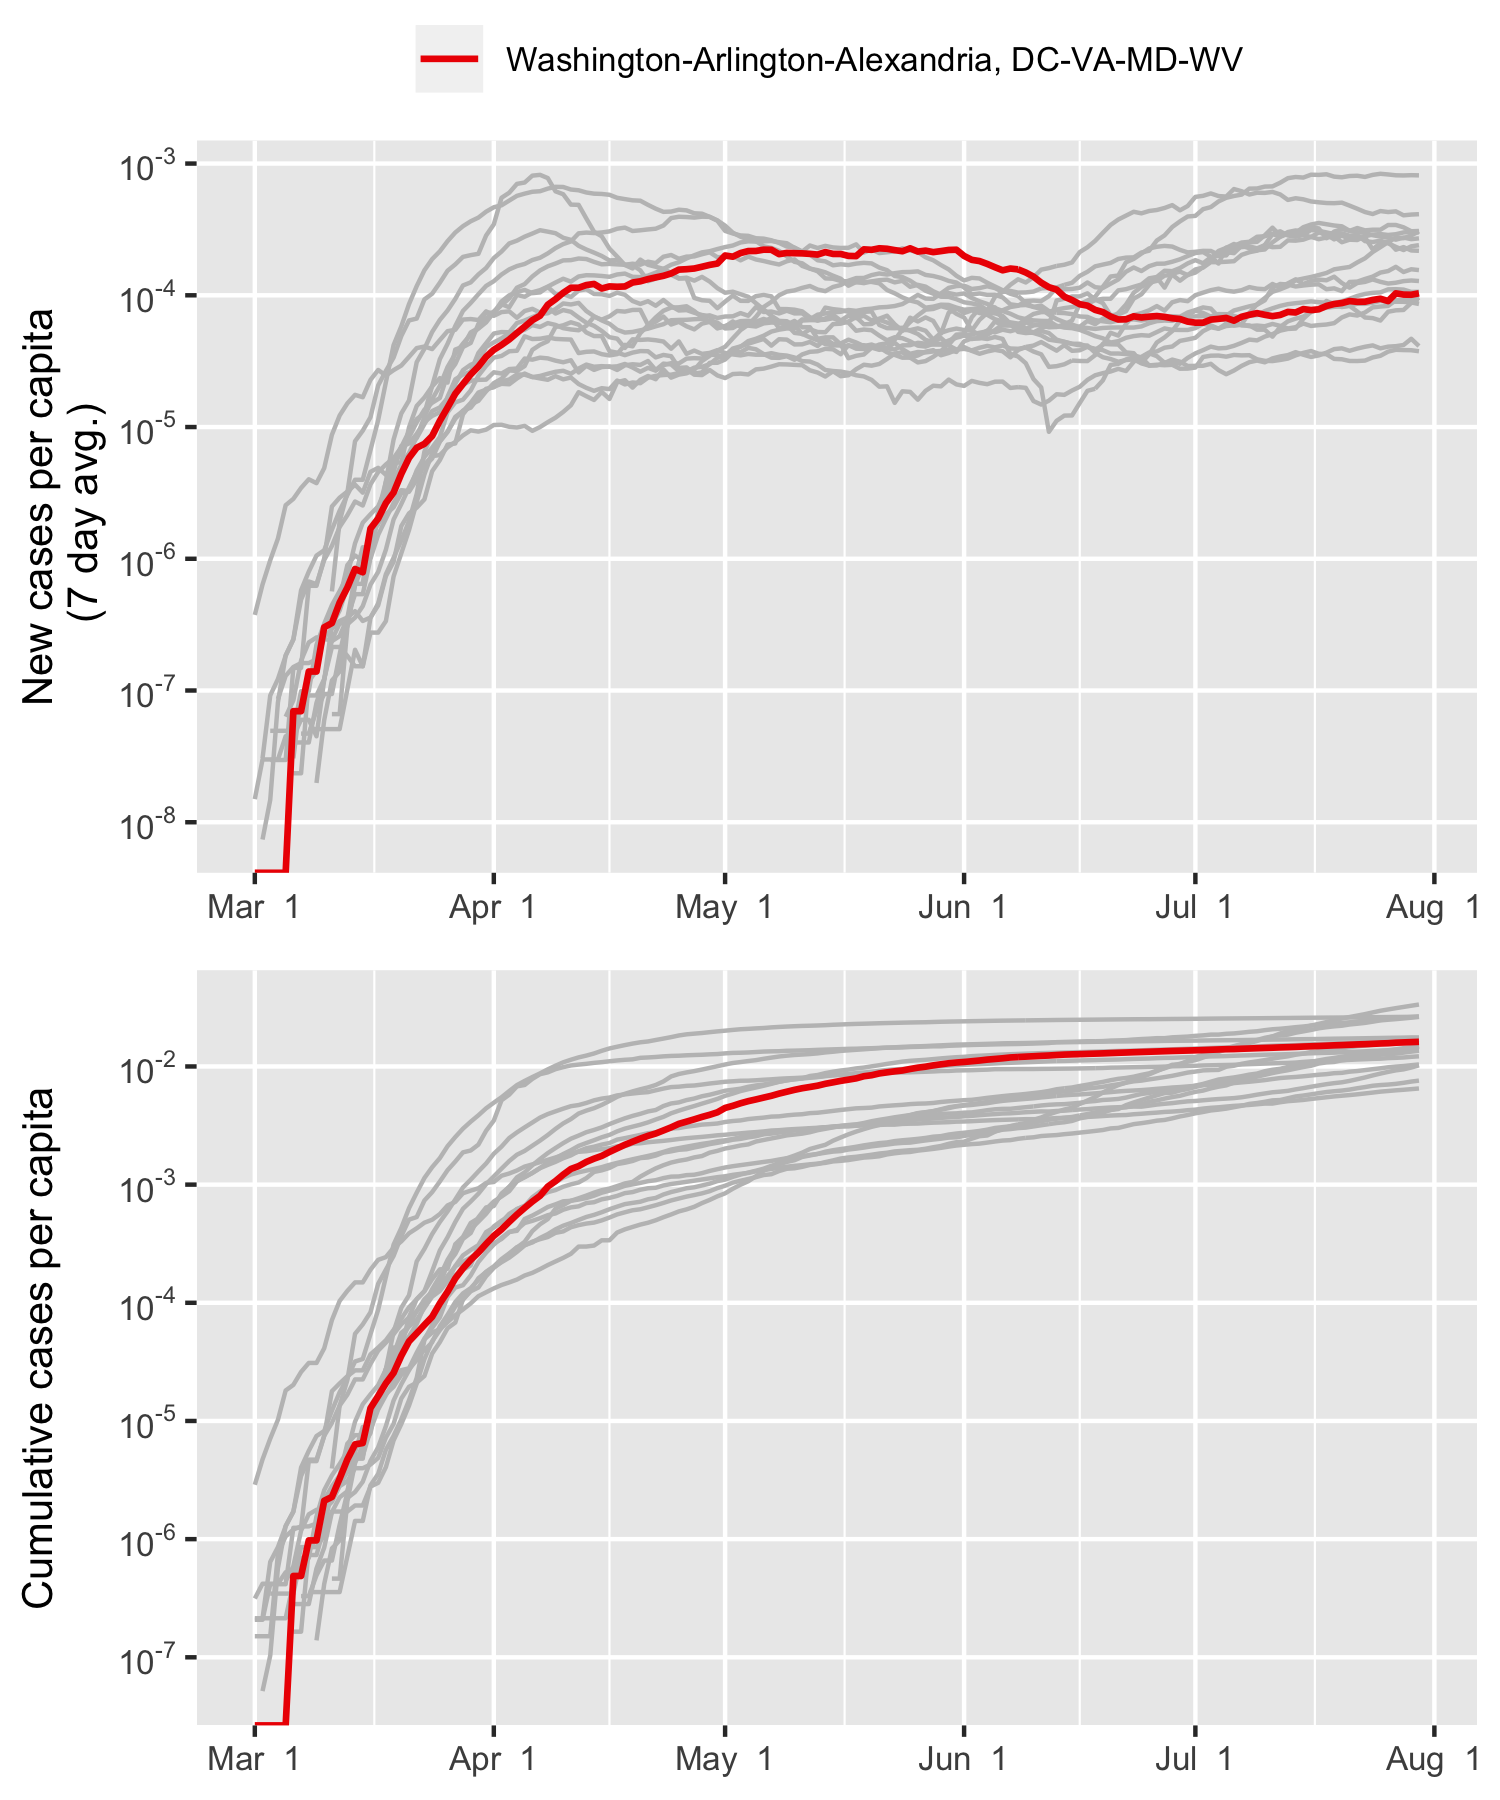 Washington-Arlington-Alexandria, DC-VA-MD-WV
New cases per capita
(7 day avg.)
10-3
10-4
10-5
10-6
10-7
10-8
Mar 1 Apr 1 May 1 Jun 1 Jul 1 Aug 1
Cumulative cases per capita
10-2
10-3
10-4
10-5
10-6
10-7
Mar 1 Apr 1 May 1 Jun 1 Jul 1 Aug 1